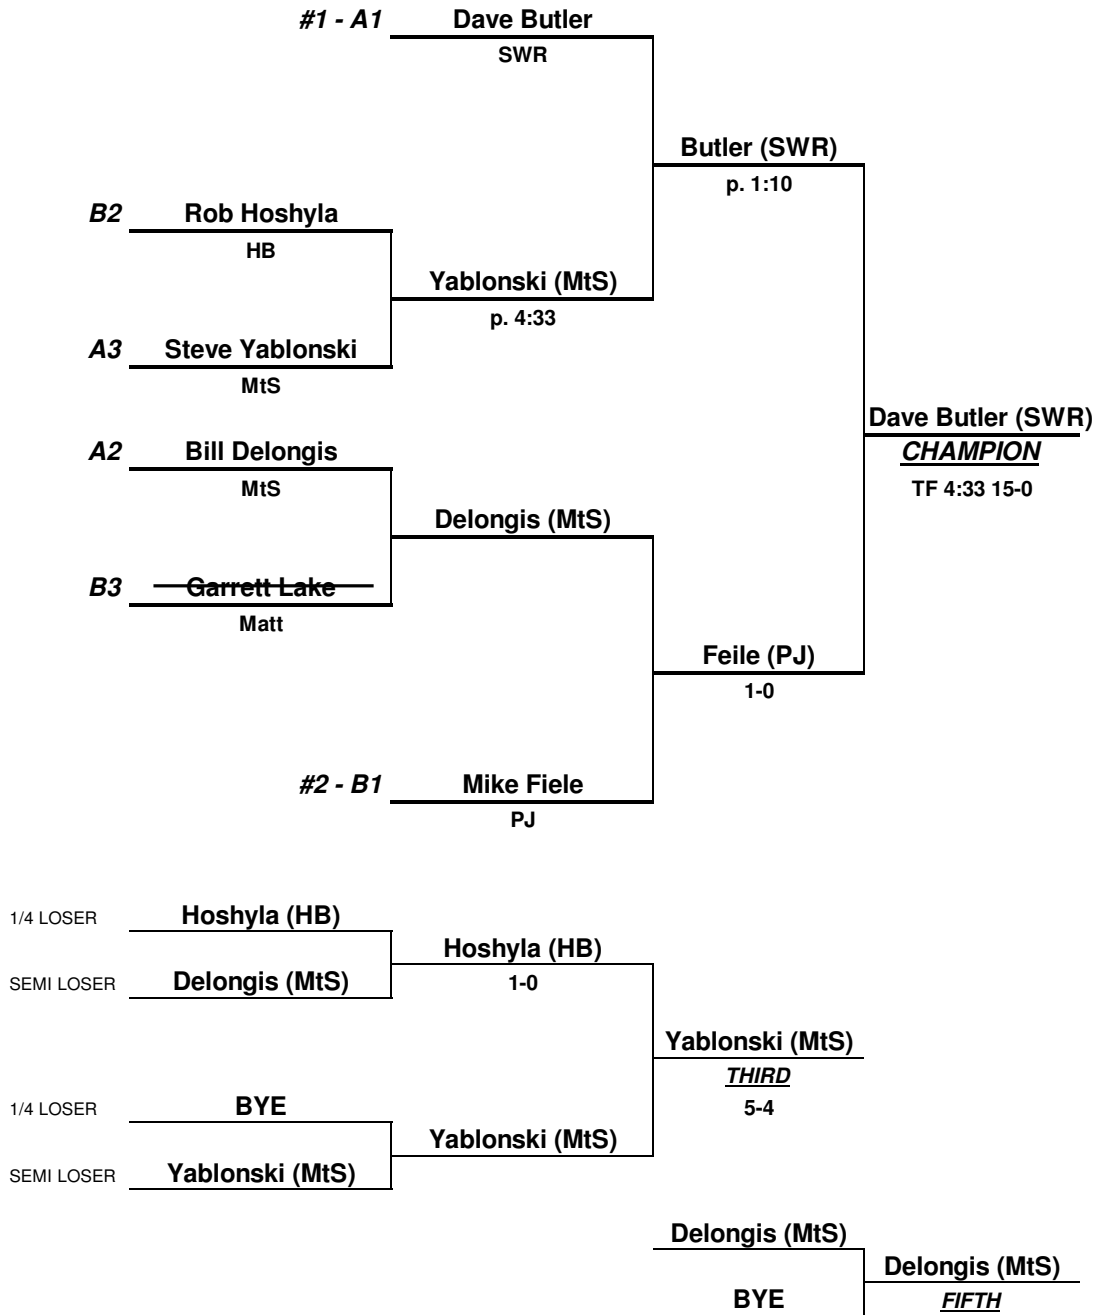 #1 - A1 Dave Butler
SWR
Butler (SWR)
p. 1:10
B2 Rob Hoshyla
HB
Yablonski (MtS)
p. 4:33
A3 Steve Yablonski
MtS
Dave Butler (SWR)
CHAMPION
TF 4:33 15-0
A2 Bill Delongis
MtS
Delongis (MtS)
B3 Garrett Lake
Matt
Feile (PJ)
1-0
#2 - B1 Mike Fiele
PJ
1/4 LOSER Hoshyla (HB)
Hoshyla (HB)
1-0
SEMI LOSER Delongis (MtS)
Yablonski (MtS)
THIRD
5-4
1/4 LOSER BYE
Yablonski (MtS)
SEMI LOSER Yablonski (MtS)
Delongis (MtS)
Delongis (MtS)
FIFTH
BYE